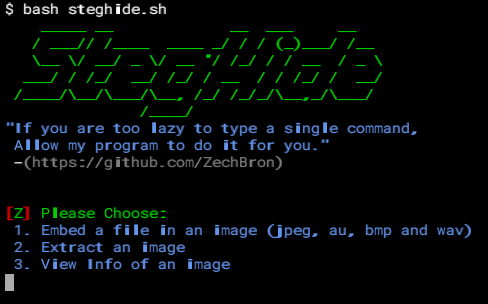 $ bash steghide.sh
Steghide
"If you are too lazy to type a single command,
Allow my program to do it for you."
-(https://github.com/ZechBron)
[Z] Please Choose:
1. Embed a file in an image (jpeg, au, bmp and wav)
2. Extract an image
3. View Info of an image